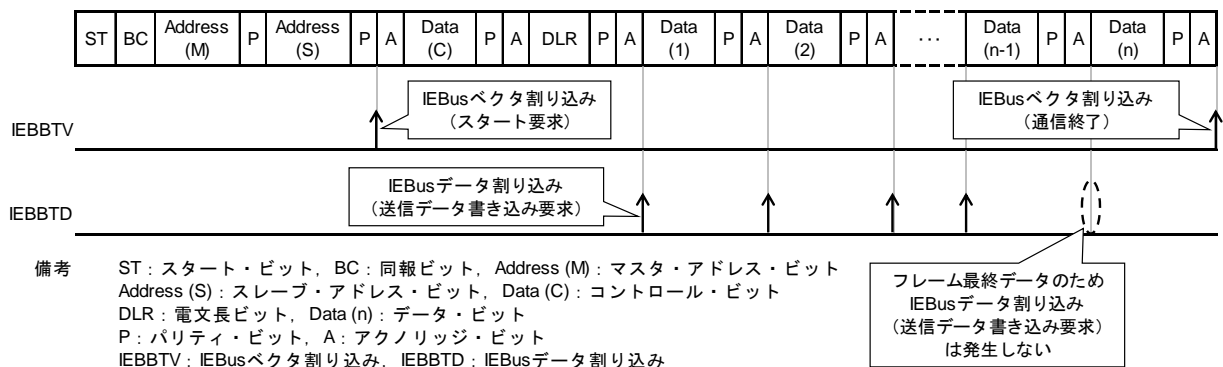 ST BC Address (M) P Address (S) P A Data (C) P A DLR P A Data (1) P A Data (2) P A ・・・ Data (n-1) P A Data (n) P A
IEBBTV
IEBusベクタ割り込み
（スタート要求）
IEBusベクタ割り込み
（通信終了）
IEBBTD
IEBusデータ割り込み
（送信データ書き込み要求）
フレーム最終データのため
IEBusデータ割り込み
（送信データ書き込み要求）
は発生しない
備考 ST：スタート・ビット，BC：同報ビット，Address (M)：マスタ・アドレス・ビット
Address (S)：スレーブ・アドレス・ビット，Data (C)：コントロール・ビット
DLR：電文長ビット，Data (n)：データ・ビット
P：パリティ・ビット，A：アクノリッジ・ビット
IEBBTV：IEBusベクタ割り込み，IEBBTD：IEBusデータ割り込み